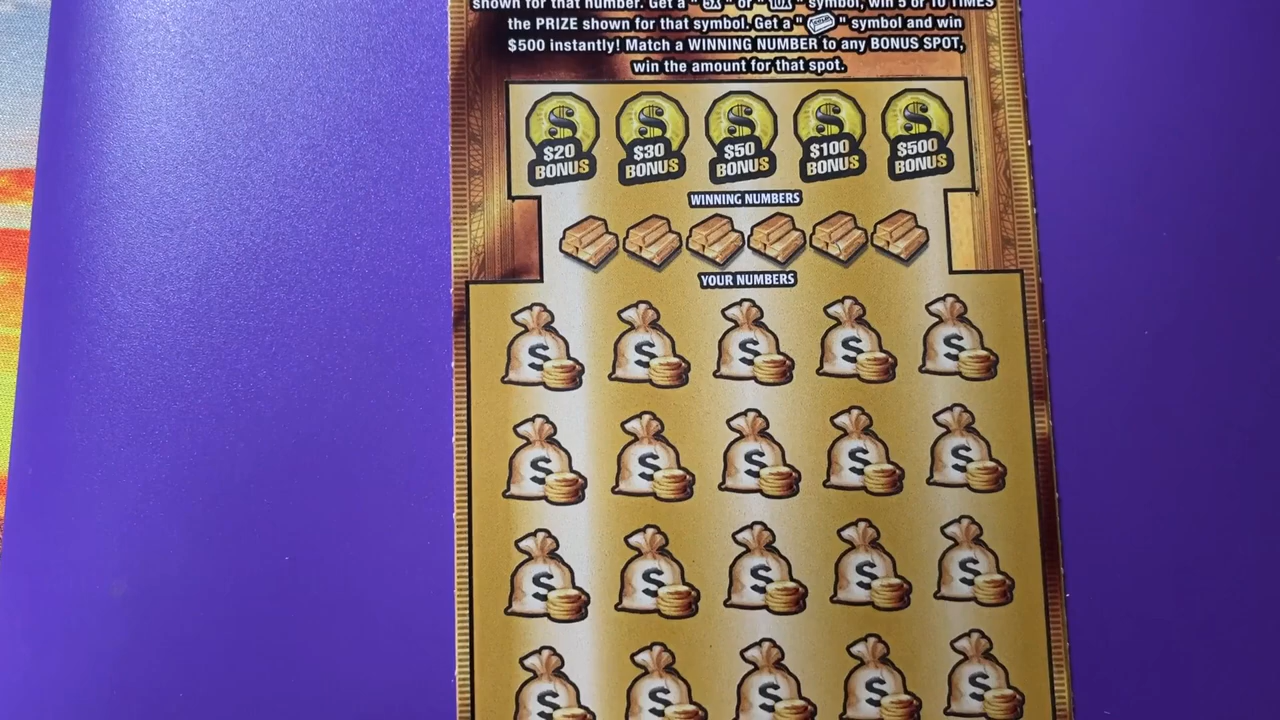 shown for that number. Get a "5X" or "10X" symbol, win 5 or 10 TIMES
the PRIZE shown for that symbol. Get a " " symbol and win
$500 instantly! Match a WINNING NUMBER to any BONUS SPOT,
win the amount for that spot.
$20 BONUS
$30 BONUS
$50 BONUS
$100 BONUS
$500 BONUS
WINNING NUMBERS
YOUR NUMBERS